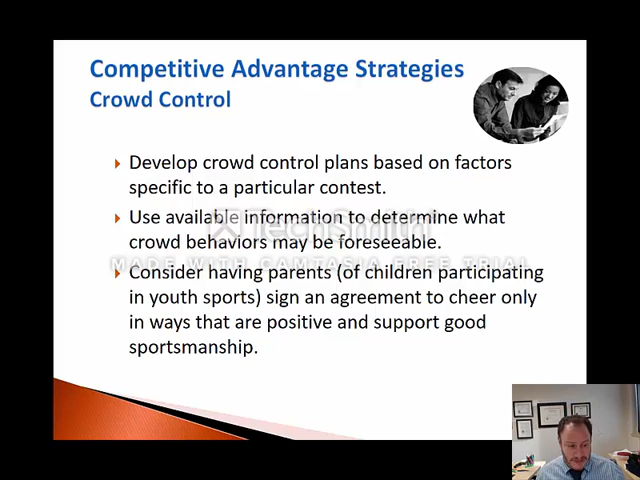 Competitive Advantage Strategies
Crowd Control
Develop crowd control plans based on factors
specific to a particular contest.
Use available information to determine what
crowd behaviors may be foreseeable.
TechSmith
MADE WITH CAMTASIA FREE TRIAL
Consider having parents (of children participating
in youth sports) sign an agreement to cheer only
in ways that are positive and support good
sportsmanship.